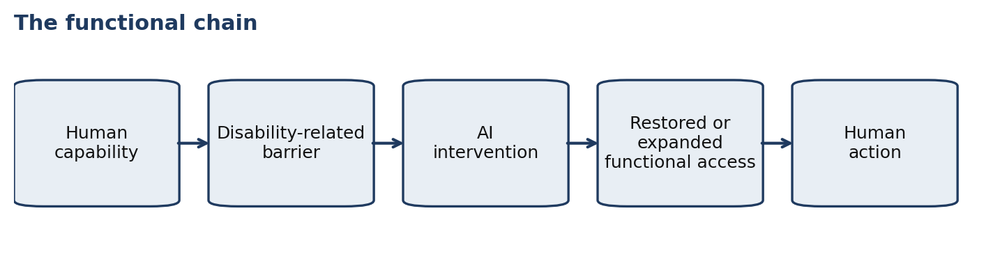 The functional chain
Human
capability
Disability-related
barrier
AI
intervention
Restored or
expanded
functional access
Human
action